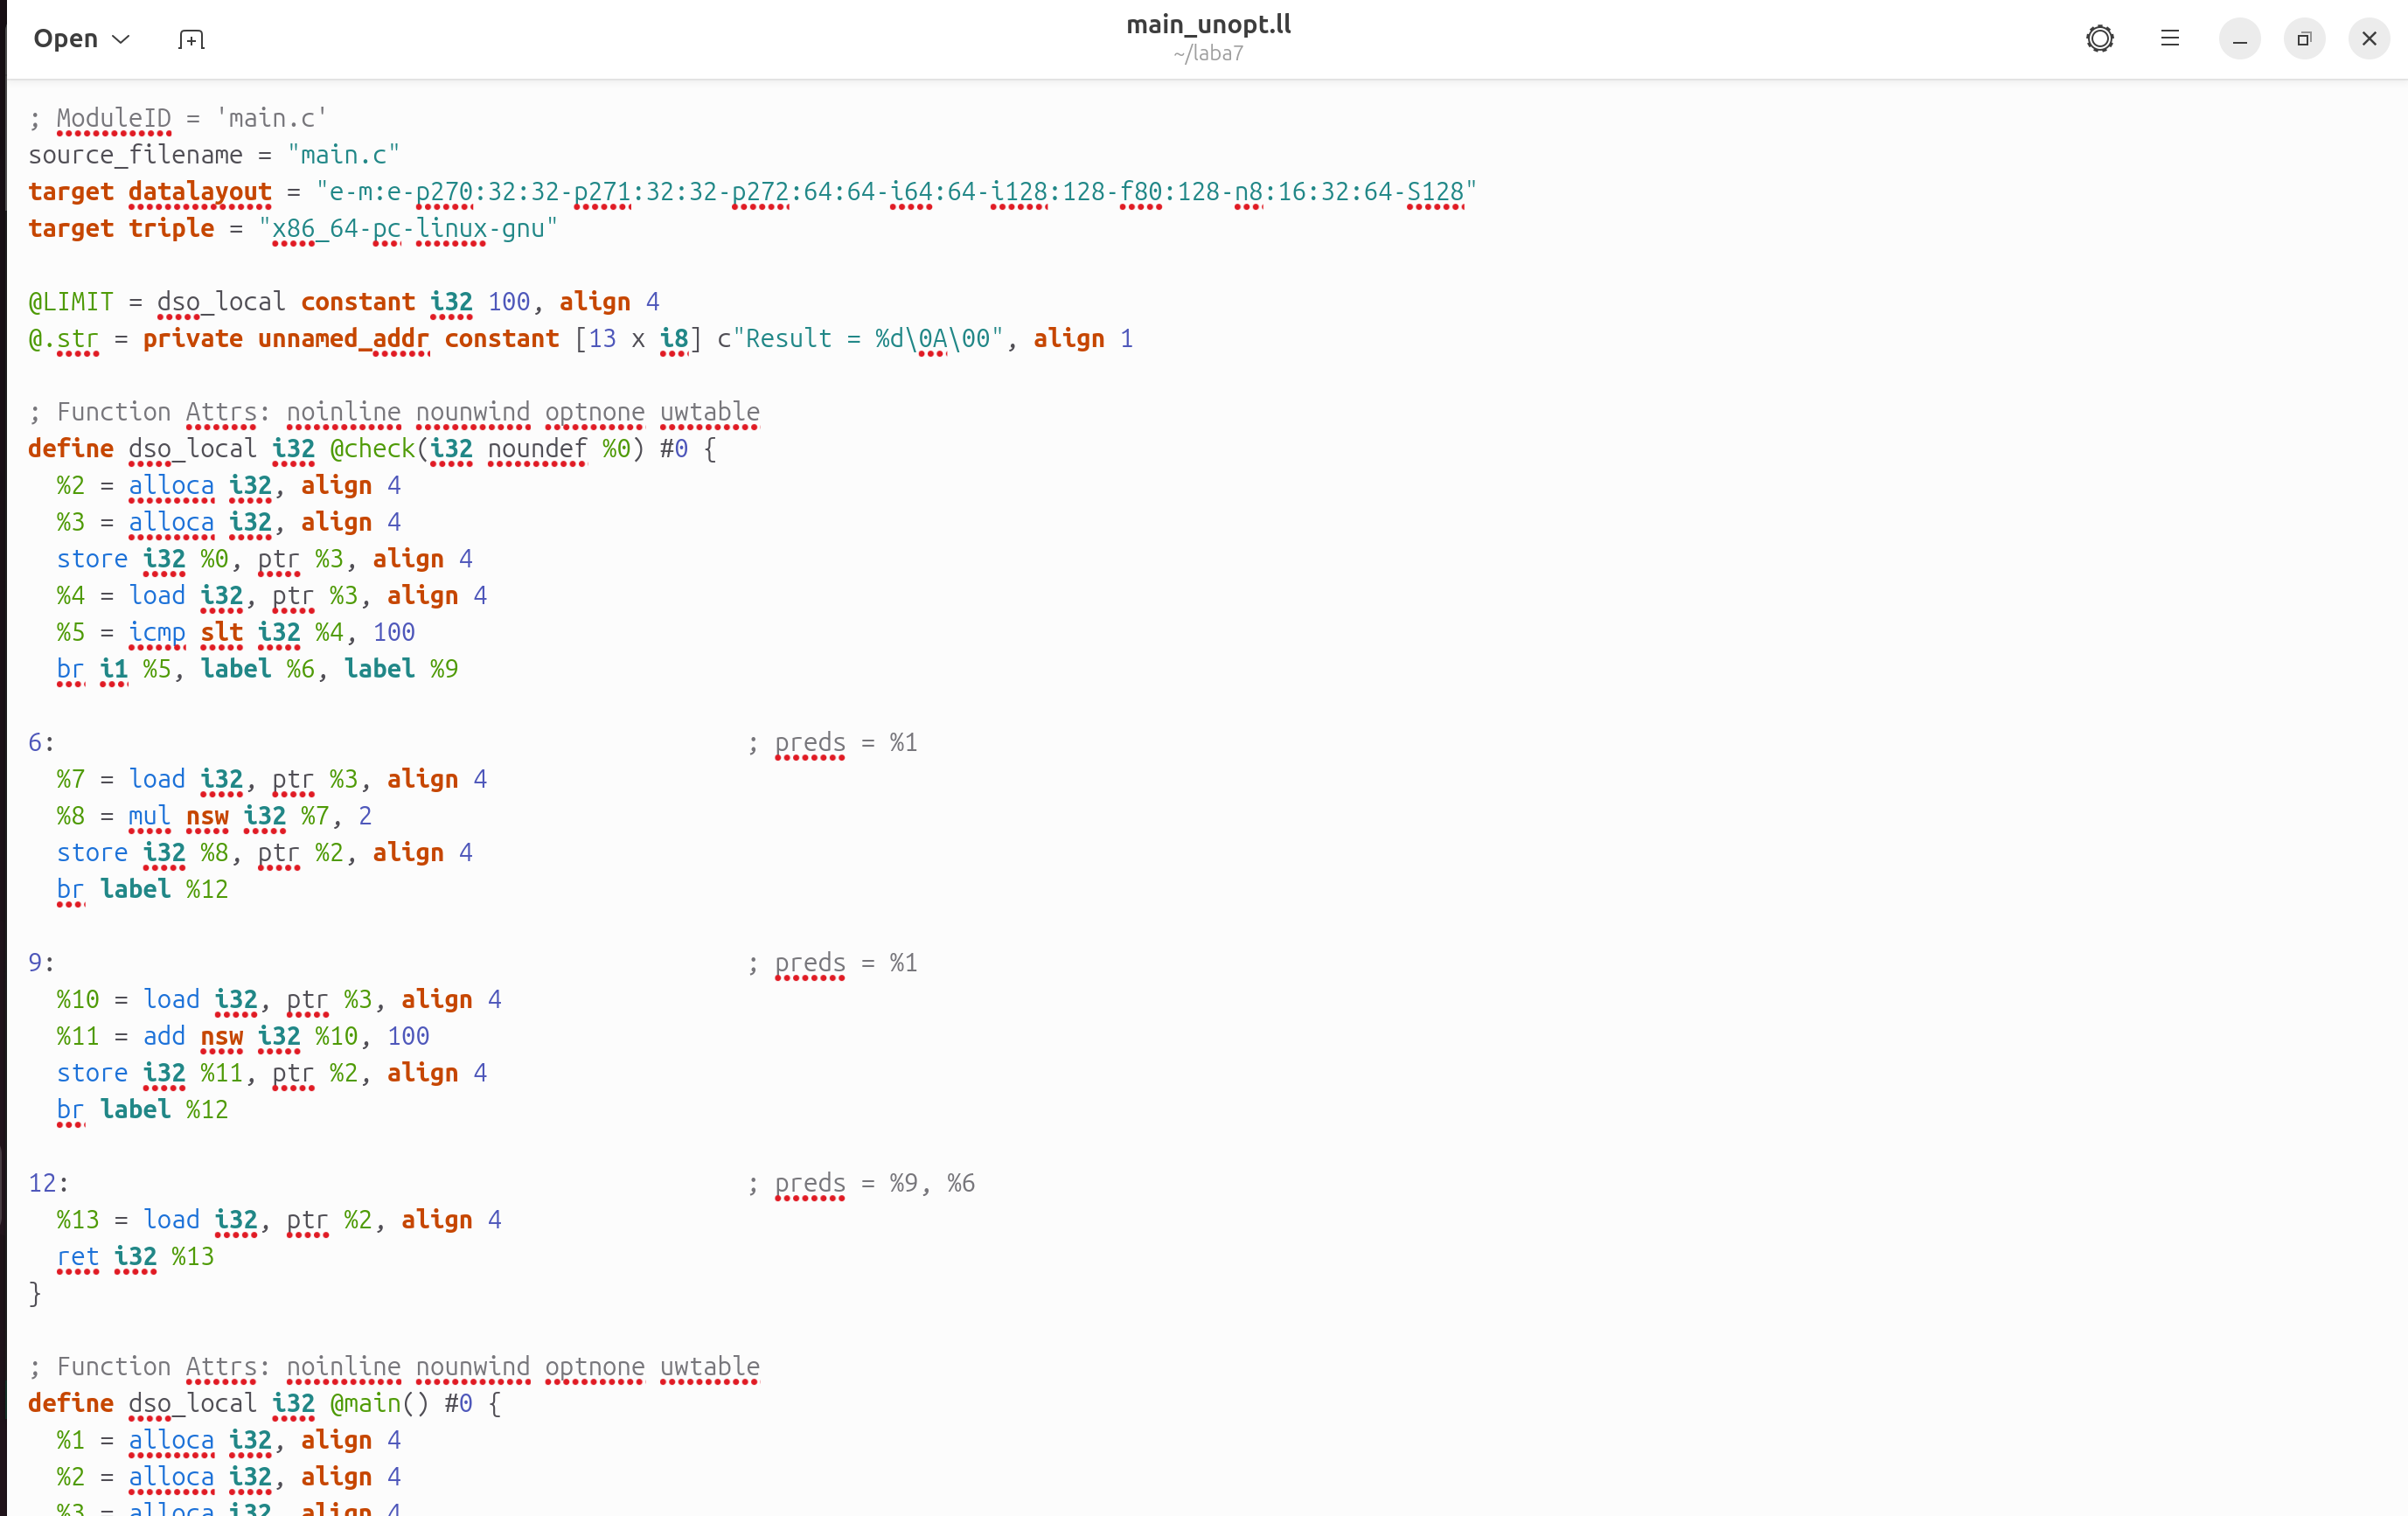 Open
main_unopt.ll
~/laba7
; ModuleID = 'main.c'
source_filename = "main.c"
target datalayout = "e-m:e-p270:32:32-p271:32:32-p272:64:64-i64:64-i128:128-f80:128-n8:16:32:64-S128"
target triple = "x86_64-pc-linux-gnu"
@LIMIT = dso_local constant i32 100, align 4
@.str = private unnamed_addr constant [13 x i8] c"Result = %d\0A\00", align 1
; Function Attrs: noinline nounwind optnone uwtable
define dso_local i32 @check(i32 noundef %0) #0 {
%2 = alloca i32, align 4
%3 = alloca i32, align 4
store i32 %0, ptr %3, align 4
%4 = load i32, ptr %3, align 4
%5 = icmp slt i32 %4, 100
br i1 %5, label %6, label %9
6: ; preds = %1
%7 = load i32, ptr %3, align 4
%8 = mul nsw i32 %7, 2
store i32 %8, ptr %2, align 4
br label %12
9: ; preds = %1
%10 = load i32, ptr %3, align 4
%11 = add nsw i32 %10, 100
store i32 %11, ptr %2, align 4
br label %12
12: ; preds = %9, %6
%13 = load i32, ptr %2, align 4
ret i32 %13
}
; Function Attrs: noinline nounwind optnone uwtable
define dso_local i32 @main() #0 {
%1 = alloca i32, align 4
%2 = alloca i32, align 4
%3 = alloca i32, align 4